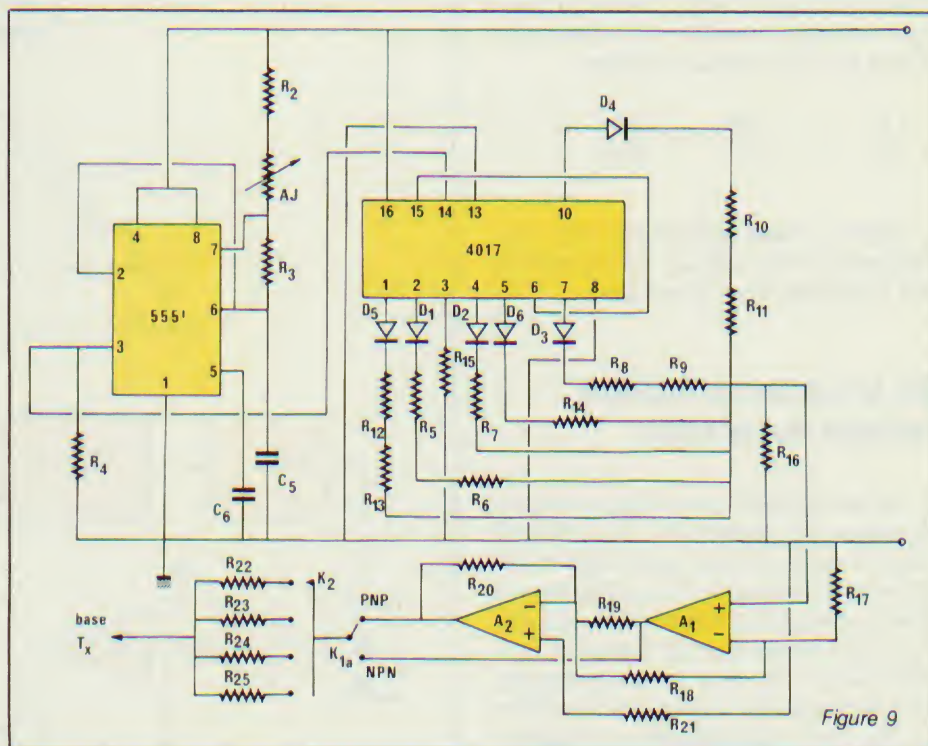 R2
D4
AJ
4 8
16 15 14 13 10
R10
7
4017
2
R3
555'
6
1 2 3 4 5 6 7 8
R11
3
D5 D1 D2 D6 D3
5
R15
R8 R9
1
R14
R12 R5 R7
R16
R4
C5
R13 R6
C6
R22 K2
R20
R17
PNP
base
R23
A2 − +
R19
A1 + −
Tx
R24
K1a
NPN
R18
R25
R21
Figure 9